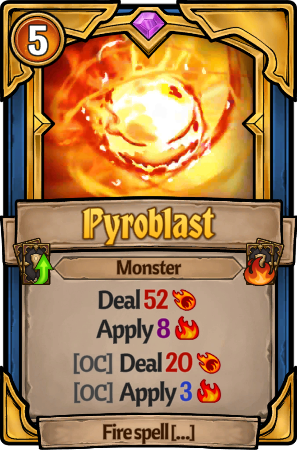 5
Pyroblast
Monster
Deal 52
Apply 8
[OC] Deal 20
[OC] Apply 3
Fire spell [...]